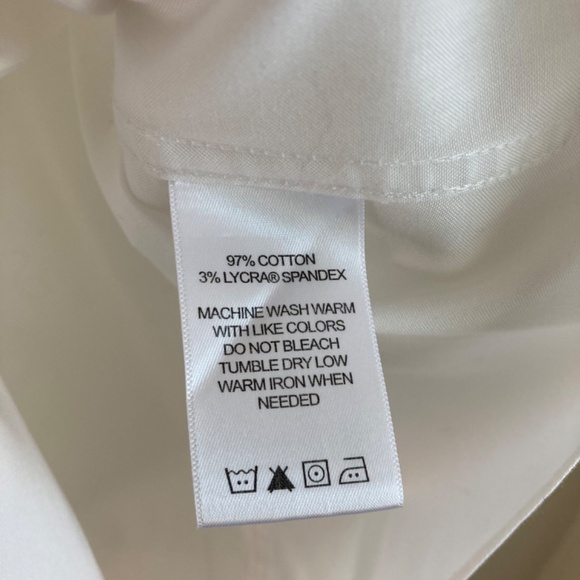 97% COTTON
3% LYCRA® SPANDEX
MACHINE WASH WARM
WITH LIKE COLORS
DO NOT BLEACH
TUMBLE DRY LOW
WARM IRON WHEN
NEEDED